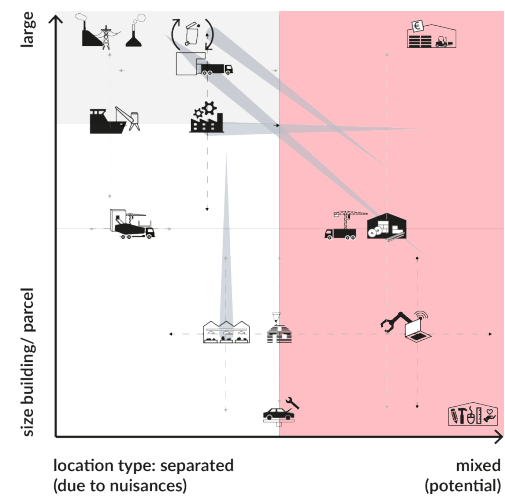 large
€
size building/ parcel
location type: separated
(due to nuisances)
mixed
(potential)